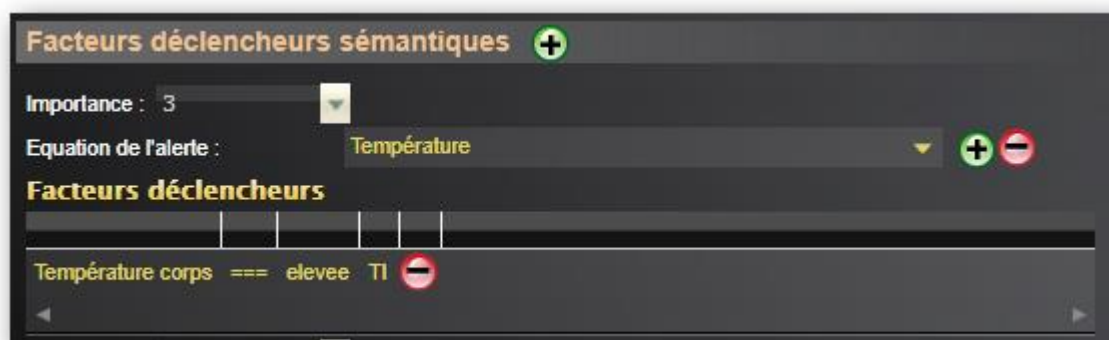 Facteurs déclencheurs sémantiques
Importance : 3
Equation de l'alerte : Température
Facteurs déclencheurs
Température corps === elevee TI